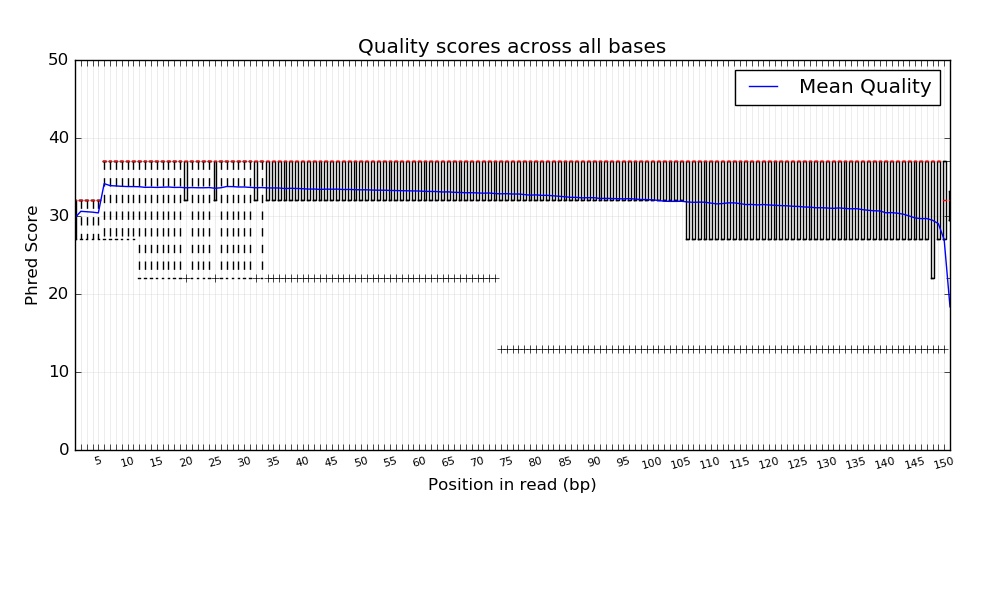 Quality scores across all bases
50
Mean Quality
40
30
20
10
0
Phred Score
5 10 15 20 25 30 35 40 45 50 55 60 65 70 75 80 85 90 95 100 105 110 115 120 125 130 135 140 145 150
Position in read (bp)